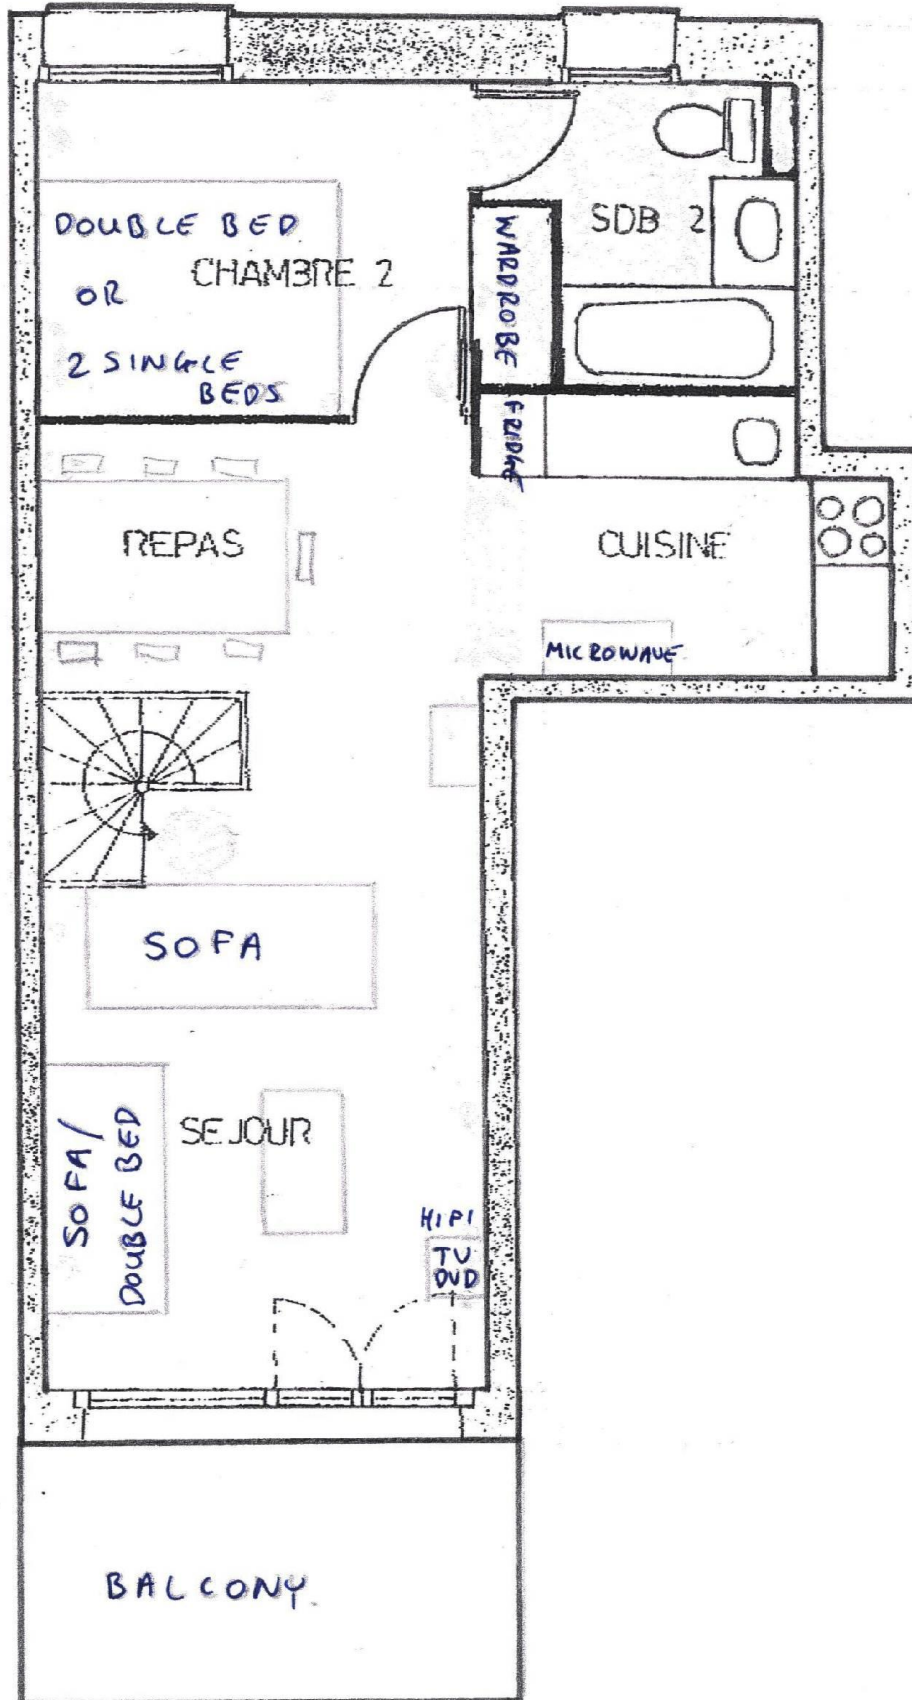 DOUBLE BED
OR
2 SINGLE
BEDS
CHAMBRE 2
WARDROBE
SDB 2
FRIDGE
REPAS
CUISINE
MICROWAVE
SOFA
SOFA/
DOUBLE BED
SEJOUR
HIFI
TV
DVD
BALCONY.